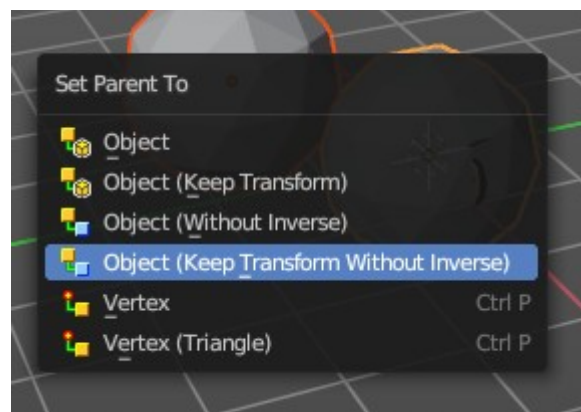 Set Parent To
Object
Object (Keep Transform)
Object (Without Inverse)
Object (Keep Transform Without Inverse)
Vertex Ctrl P
Vertex (Triangle) Ctrl P